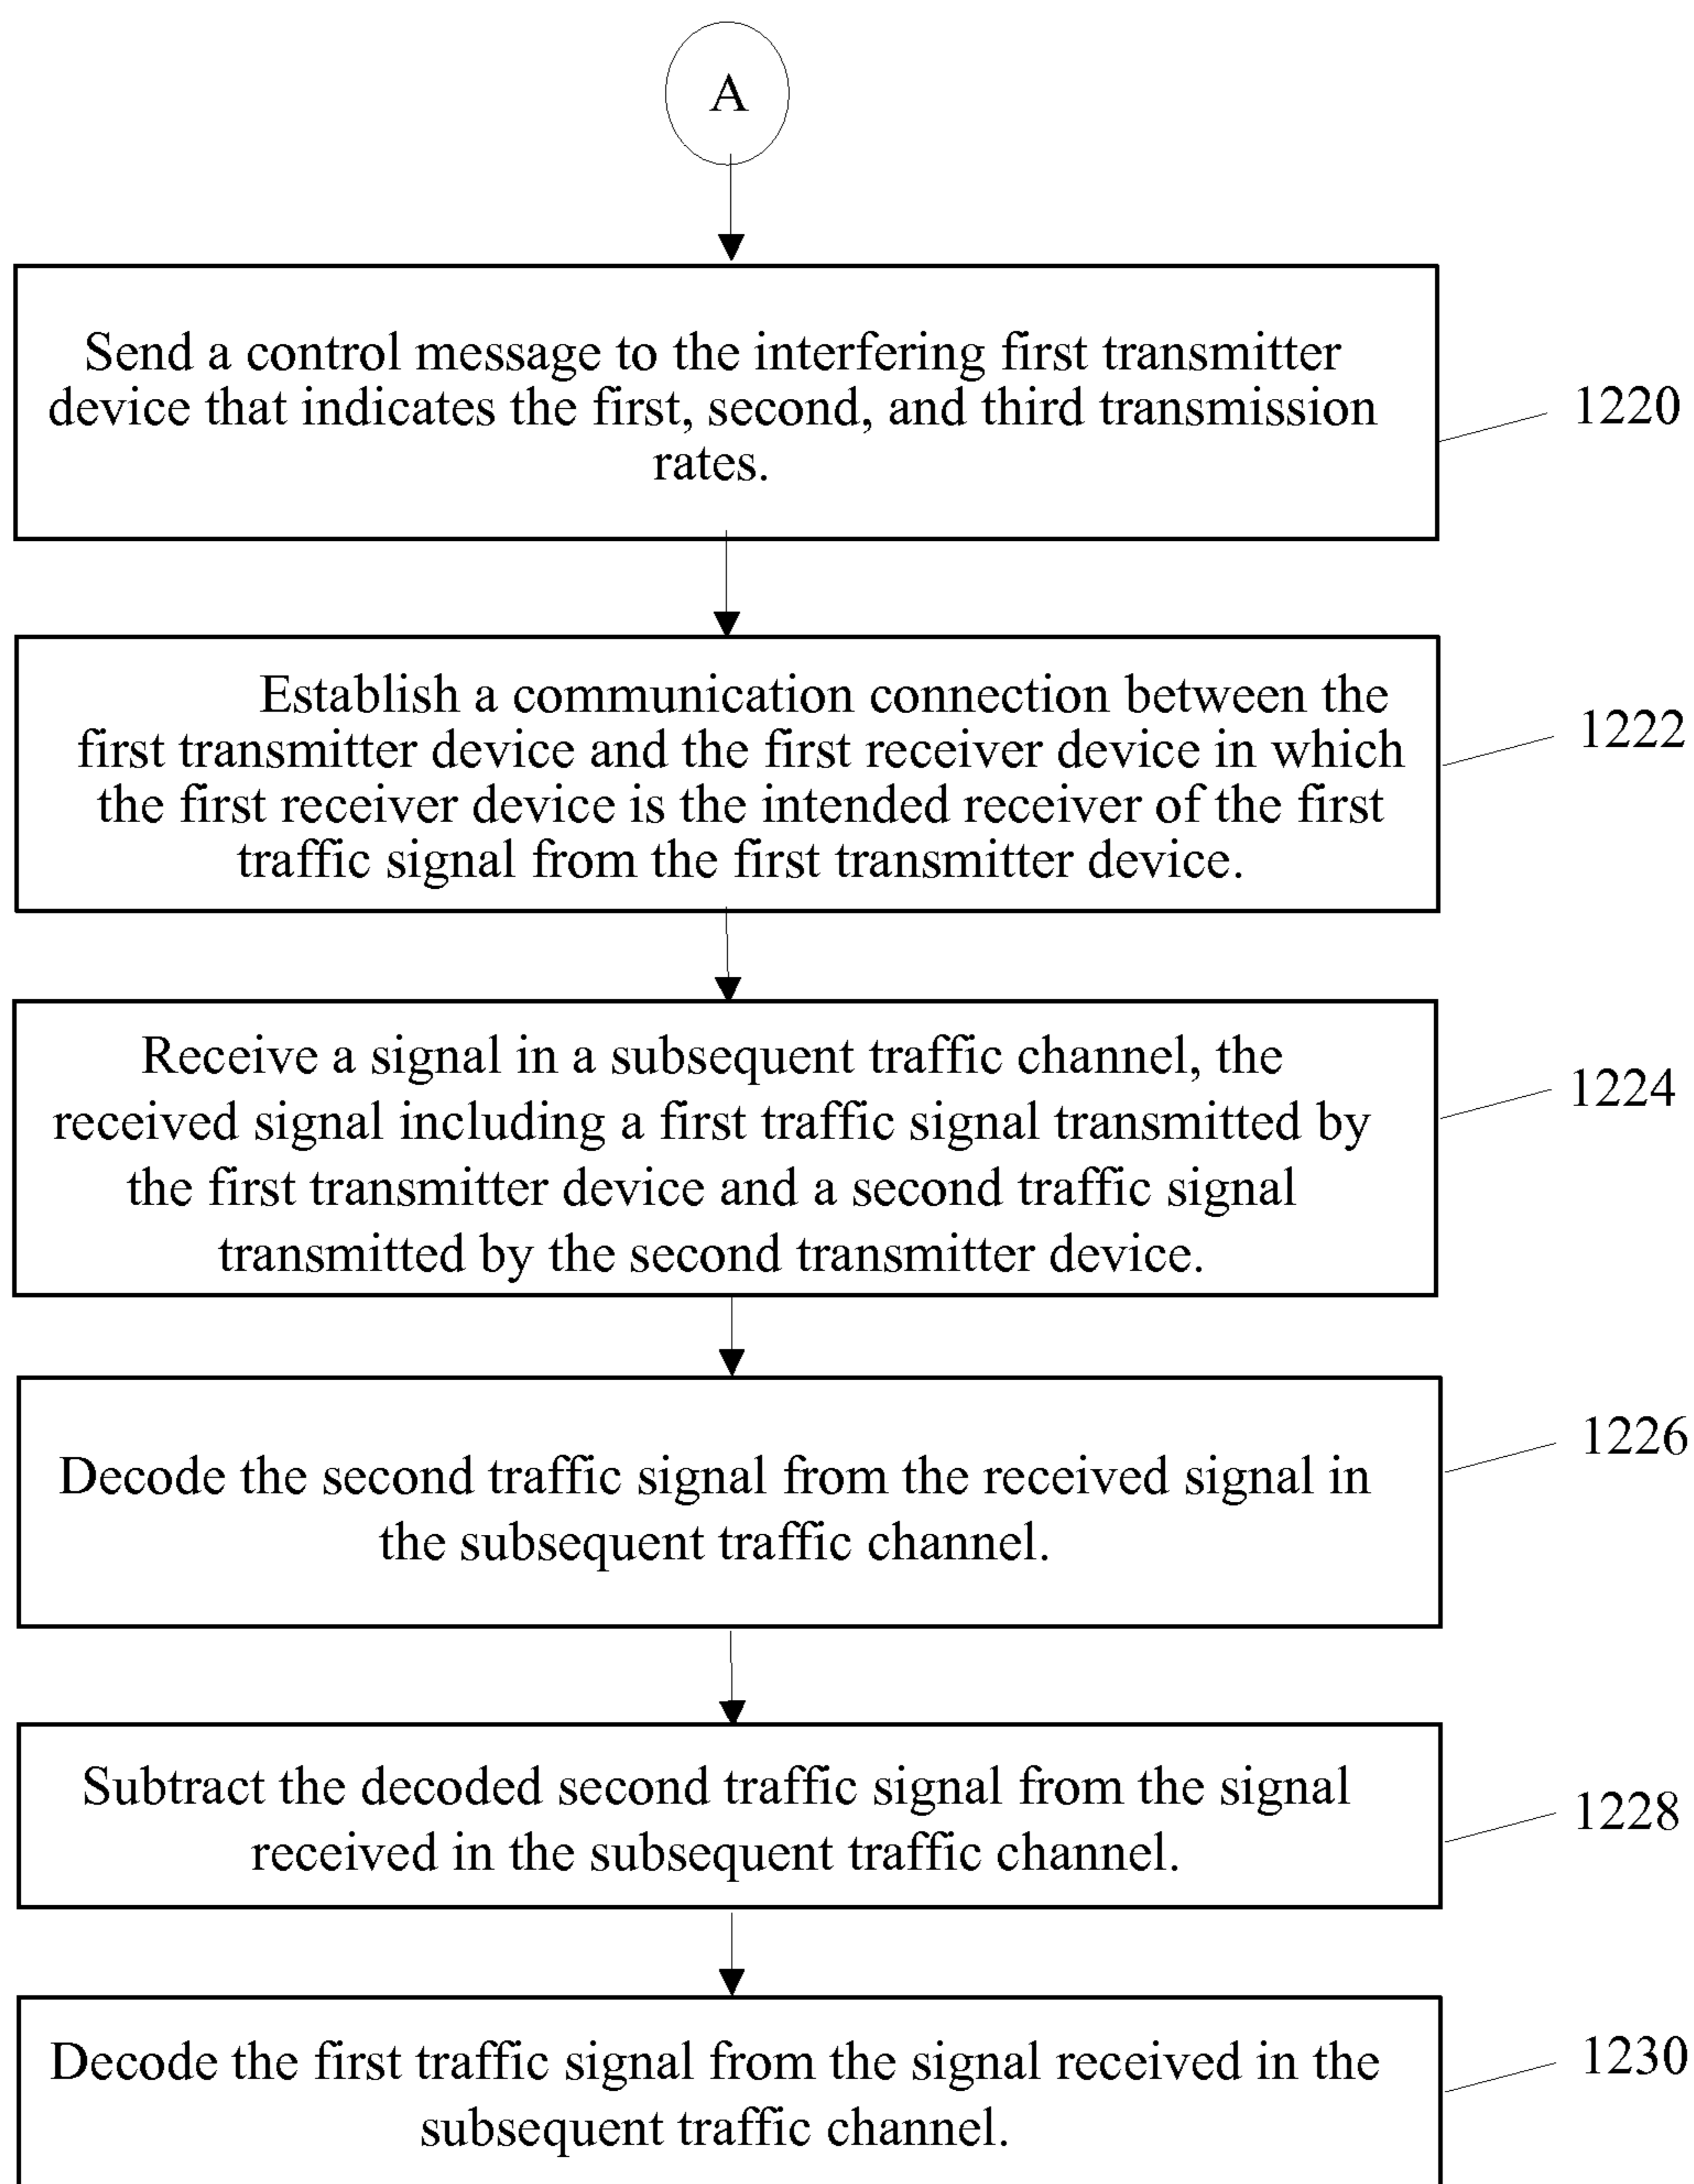 A
Send a control message to the interfering first transmitter
device that indicates the first, second, and third transmission
rates.
1220
Establish a communication connection between the
first transmitter device and the first receiver device in which
the first receiver device is the intended receiver of the first
traffic signal from the first transmitter device.
1222
Receive a signal in a subsequent traffic channel, the
received signal including a first traffic signal transmitted by
the first transmitter device and a second traffic signal
transmitted by the second transmitter device.
1224
Decode the second traffic signal from the received signal in
the subsequent traffic channel.
1226
Subtract the decoded second traffic signal from the signal
received in the subsequent traffic channel.
1228
Decode the first traffic signal from the signal received in the
subsequent traffic channel.
1230